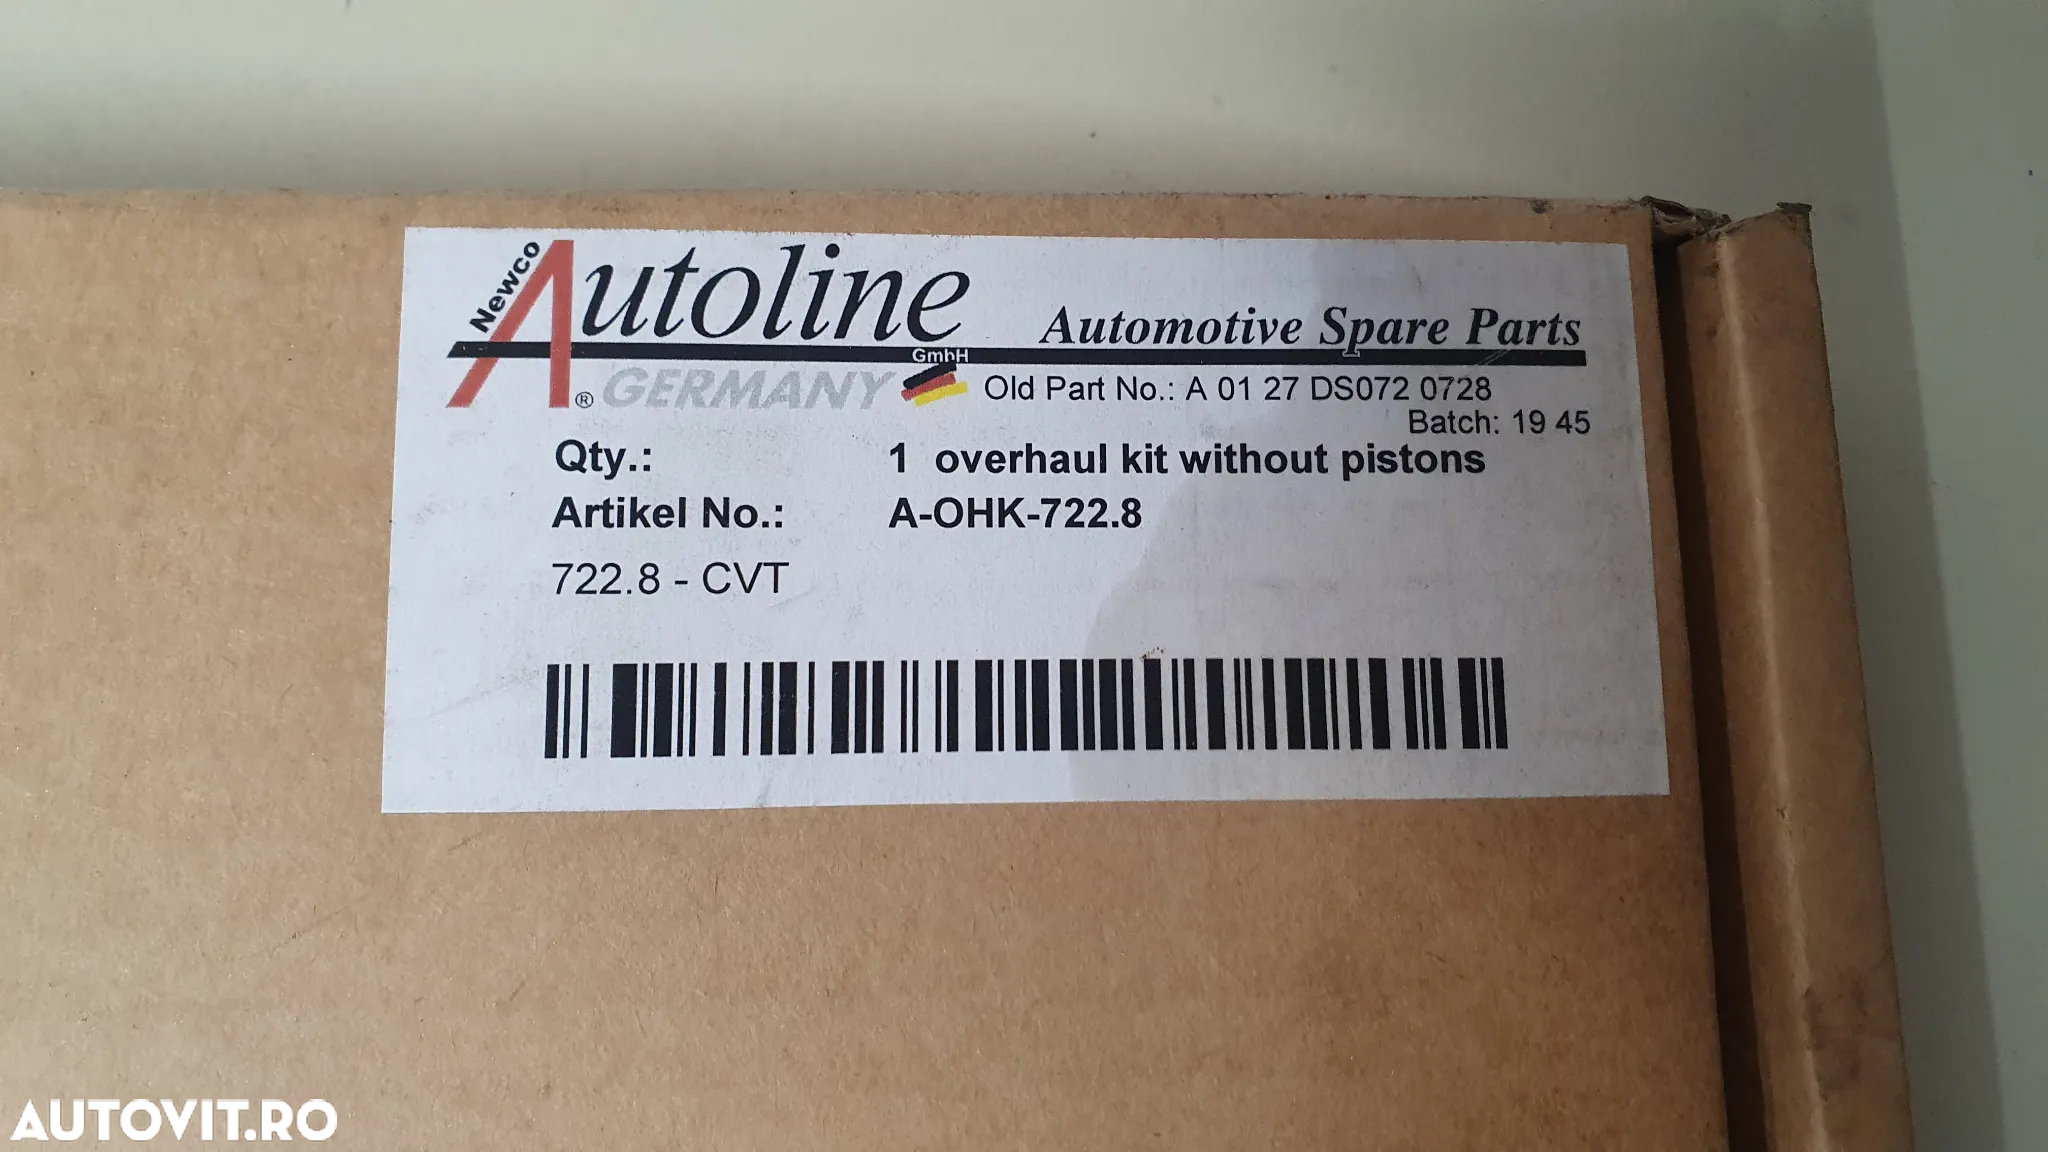 Newco
Autoline
GmbH
Automotive Spare Parts
® GERMANY
Old Part No.: A 01 27 DS072 0728
Batch: 19 45
Qty.: 1 overhaul kit without pistons
Artikel No.: A-OHK-722.8
722.8 - CVT
AUTOVIT.RO